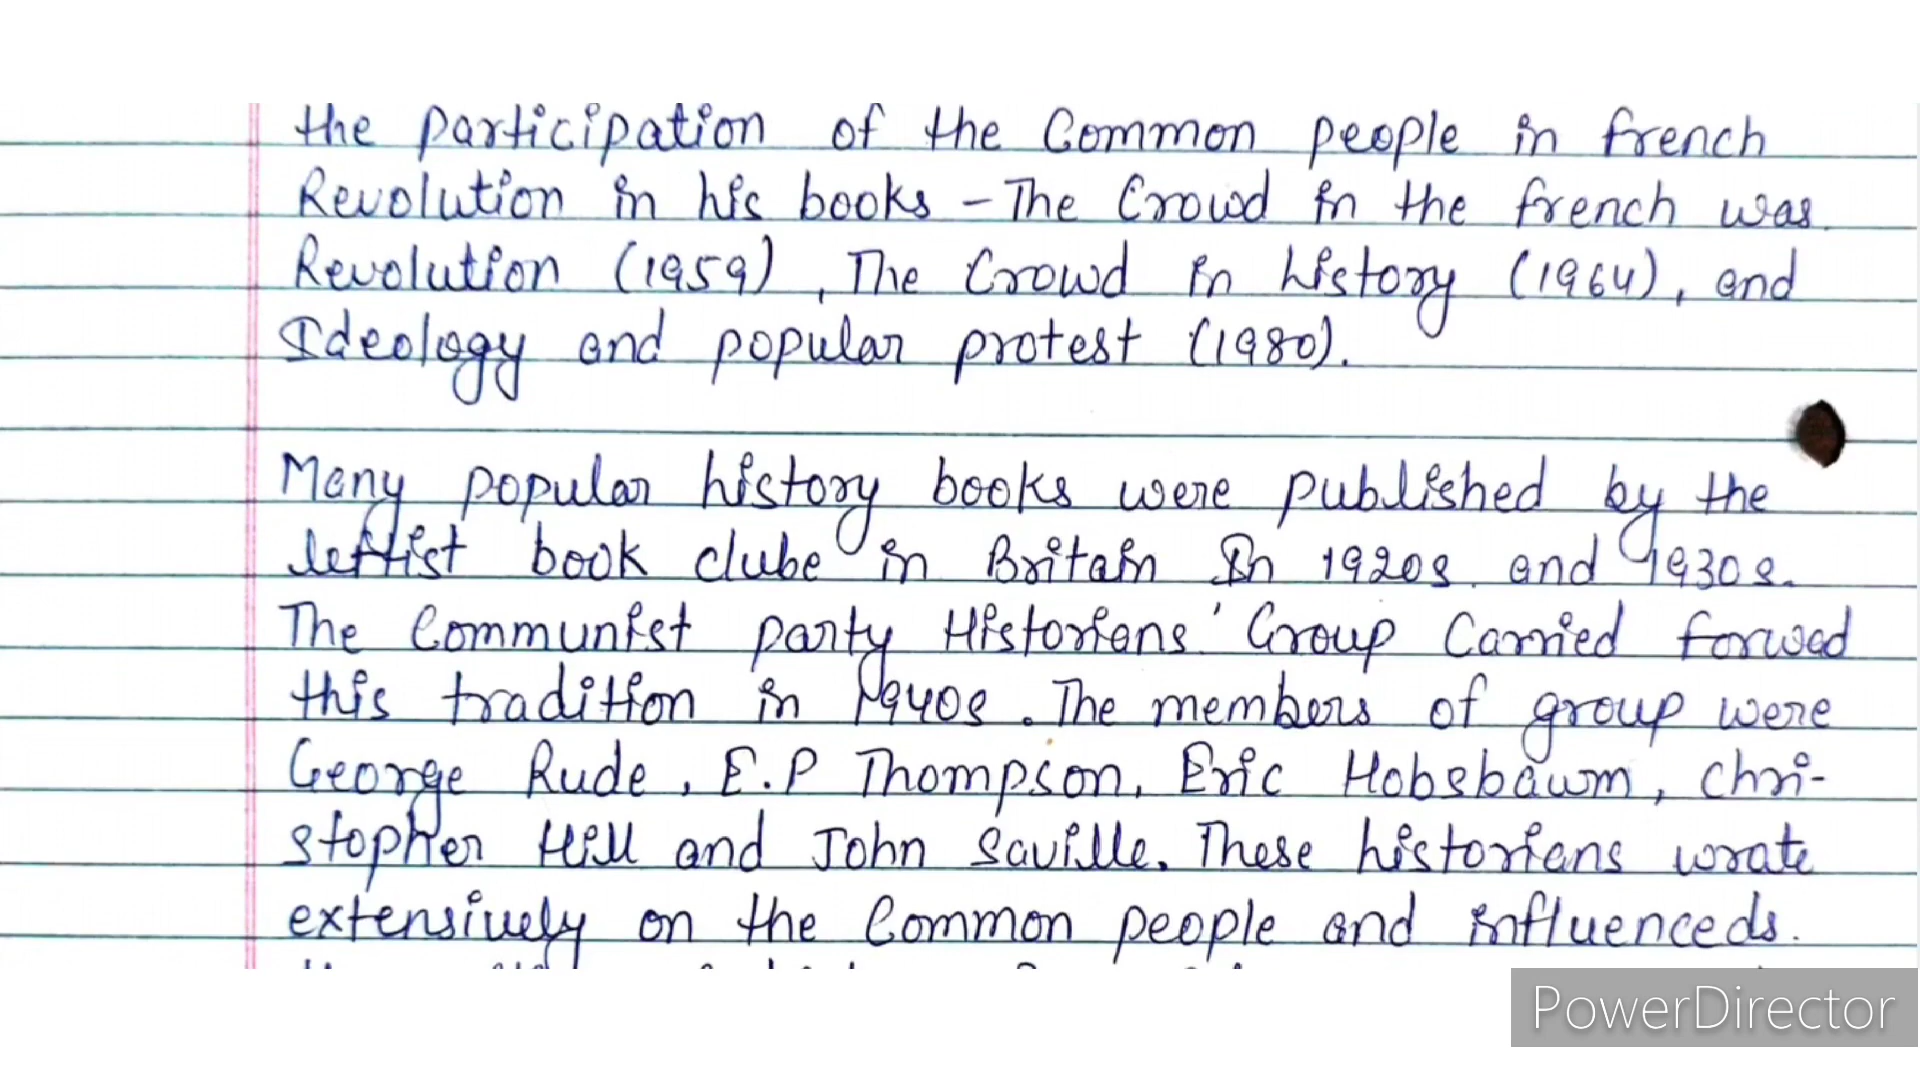 the participation of the Common people in french
Revolution in his books - The Crowd in the french was
Revolution (1959), The Crowd in history (1964), and
Ideology and popular protest (1980).
Many popular history books were published by the
leftist book clube in Britain In 1920s and 1930s.
The Communist party Historians' Group Carried forwad
this tradition in 1940s. The members of group were
George Rude, E.P Thompson, Eric Hobsbawm, Chri-
stopher Hill and John Saville. These historians wrote
extensively on the Common people and influenceds.
PowerDirector